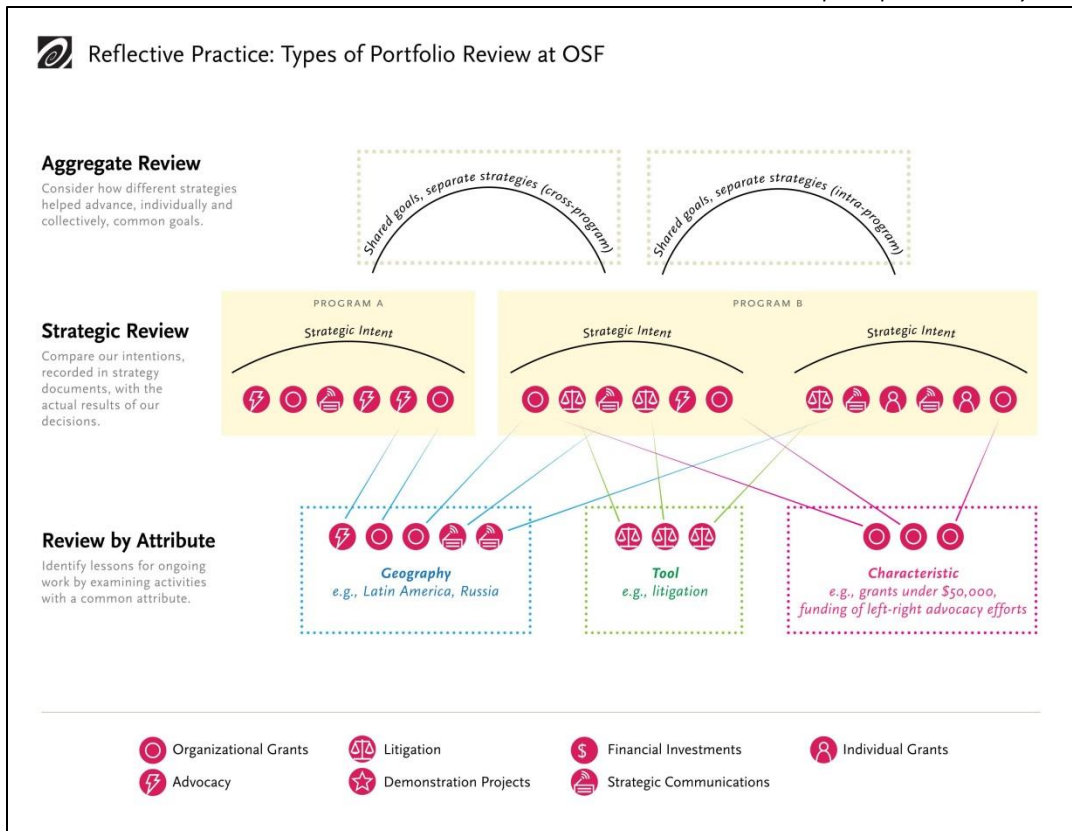 Reflective Practice: Types of Portfolio Review at OSF
Aggregate Review
Consider how different strategies
helped advance, individually and
collectively, common goals.
Shared goals, separate strategies (cross-program)
Shared goals, separate strategies (intra-program)
PROGRAM A
PROGRAM B
Strategic Review
Compare our intentions,
recorded in strategy
documents, with the
actual results of our
decisions.
Strategic Intent
Strategic Intent
Strategic Intent
Review by Attribute
Identify lessons for ongoing
work by examining activities
with a common attribute.
Geography
e.g., Latin America, Russia
Tool
e.g., litigation
Characteristic
e.g., grants under $50,000,
funding of left-right advocacy efforts
Organizational Grants
Litigation
$ Financial Investments
Individual Grants
Advocacy
Demonstration Projects
Strategic Communications